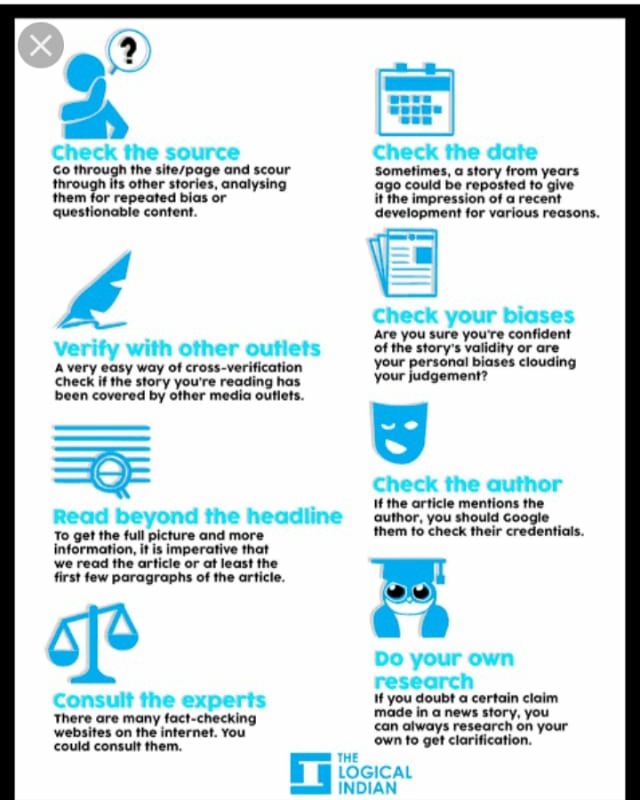 ?
Check the source
Go through the site/page and scour
through its other stories, analysing
them for repeated bias or
questionable content.
Verify with other outlets
A very easy way of cross-verification
Check if the story you're reading has
been covered by other media outlets.
Read beyond the headline
To get the full picture and more
information, it is imperative that
we read the article or at least the
first few paragraphs of the article.
Consult the experts
There are many fact-checking
websites on the internet. You
could consult them.
Check the date
Sometimes, a story from years
ago could be reposted to give
it the impression of a recent
development for various reasons.
Check your biases
Are you sure you're confident
of the story's validity or are
your personal biases clouding
your judgement?
Check the author
If the article mentions the
author, you should Google
them to check their credentials.
Do your own
research
If you doubt a certain claim
made in a news story, you
can always research on your
own to get clarification.
THE
LOGICAL
INDIAN